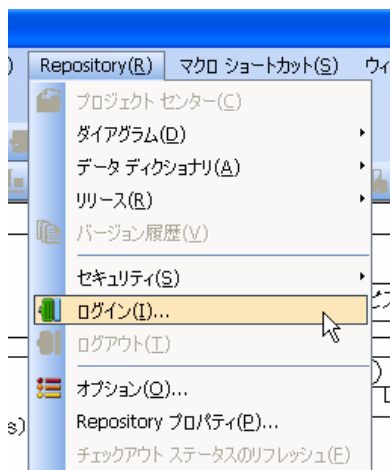 ) Repository(R) マクロ ショートカット(S) ウィ
プロジェクト センター(C)
ダイアグラム(D)
データ ディクショナリ(A)
リリース(R)
バージョン履歴(V)
セキュリティ(S)
ログイン(I)...
ログアウト(T)
オプション(O)...
Repository プロパティ(P)...
s)
チェックアウト ステータスのリフレッシュ(E)